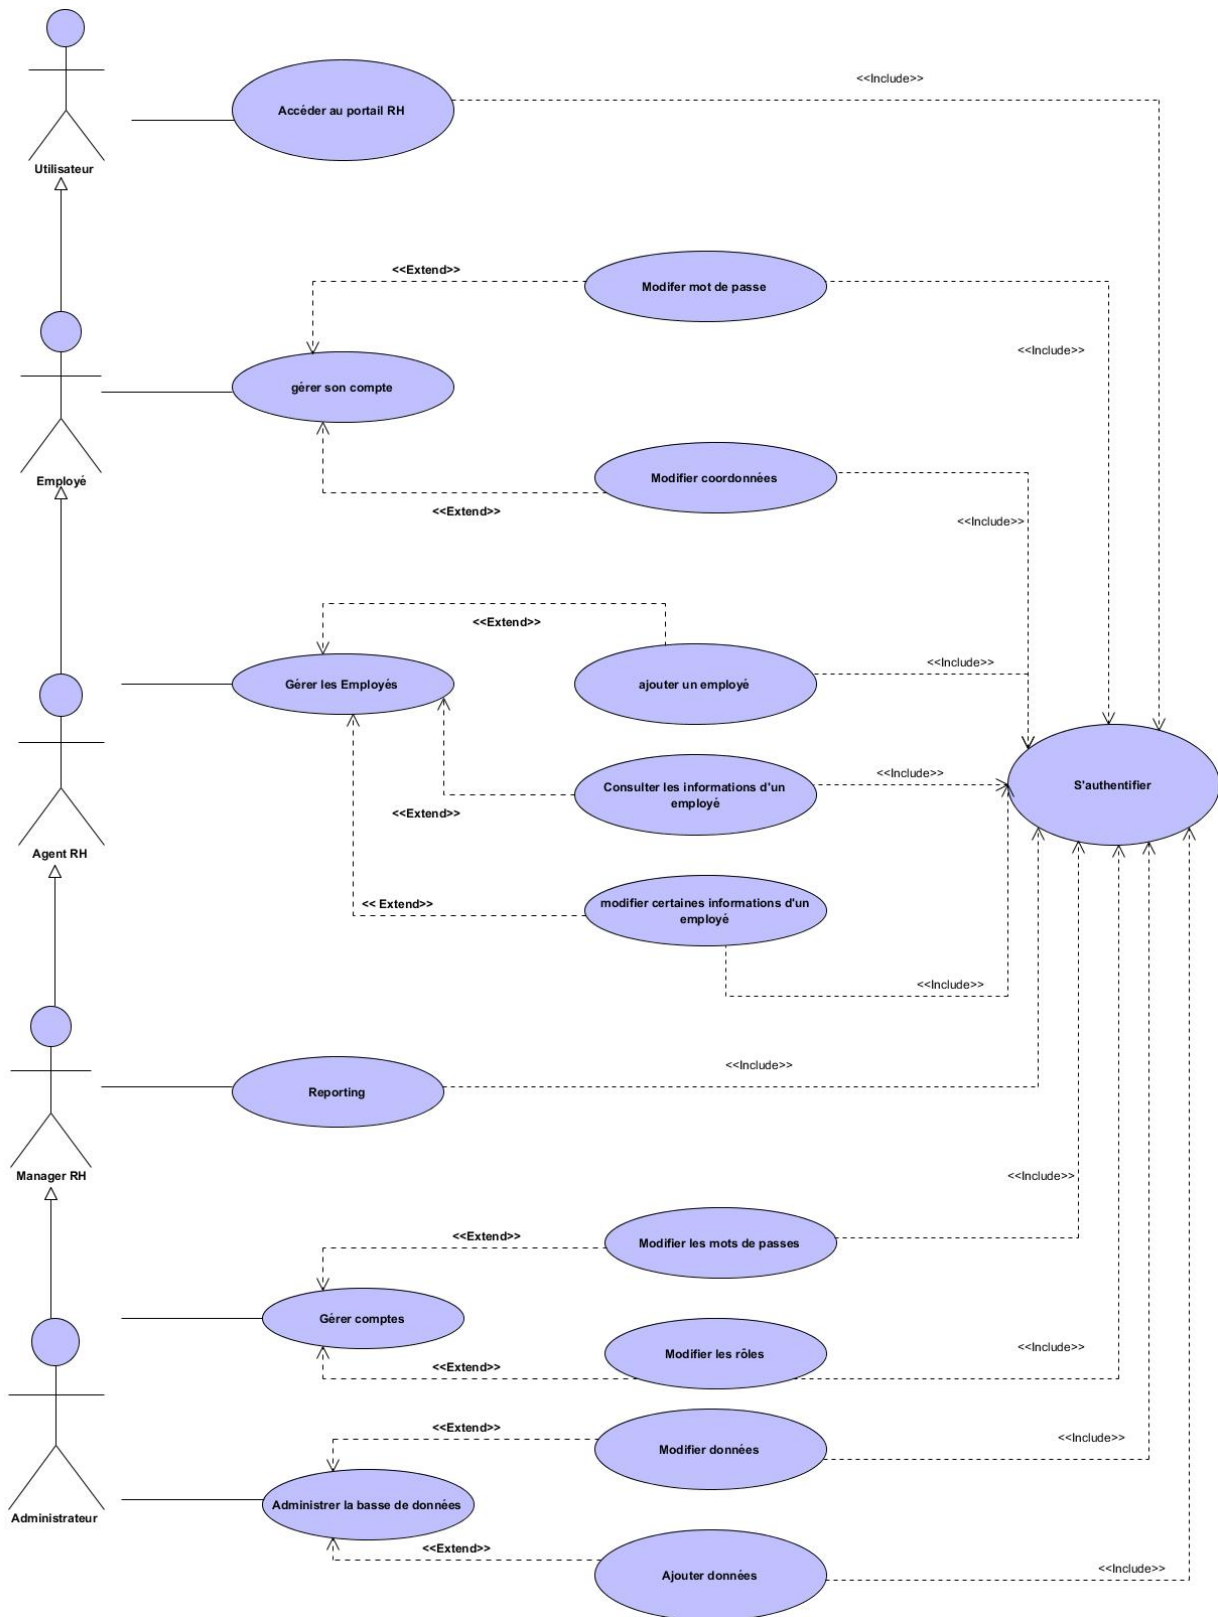 <<Include>>
Accéder au portail RH
Utilisateur
<<Extend>>
Modifer mot de passe
<<Include>>
gérer son compte
Modifier coordonnées
Employé
<<Extend>>
<<Include>>
<<Extend>>
<<Include>>
Gérer les Employés
ajouter un employé
<<Include>>
Consulter les informations d'un
employé
S'authentifier
<<Extend>>
Agent RH
<< Extend>>
modifier certaines informations d'un
employé
<<Include>>
<<Include>>
Reporting
Manager RH
<<Include>>
<<Extend>>
Modifier les mots de passes
Gérer comptes
<<Include>>
Modifier les rôles
<<Extend>>
<<Extend>>
<<Include>>
Modifier données
Administrer la basse de données
Administrateur
<<Extend>>
<<Include>>
Ajouter données